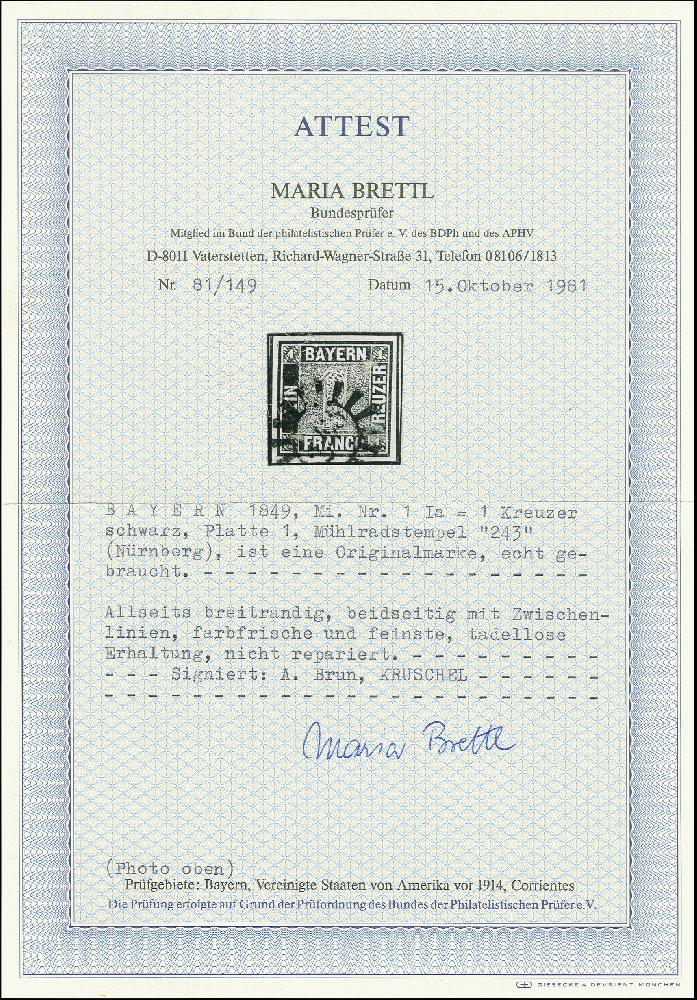 ATTEST
MARIA BRETTL
Bundesprüfer
Mitglied im Bund der philatelistischen Prüfer e. V. des BDPh und des APHV
D-8011 Vaterstetten, Richard-Wagner-Straße 31, Telefon 08106/1813
Nr. 81/149 Datum 15.Oktober 1981
1 BAYERN 1
EIN
KREUZER
FRANCO
B A Y E R N 1849, Mi. Nr. 1 Ia = 1 Kreuzer
schwarz, Platte 1, Mühlradstempel "243"
(Nürnberg), ist eine Originalmarke, echt ge-
braucht. - - - - - - - - - - - - - - - - - -
Allseits breitrandig, beidseitig mit Zwischen-
linien, farbfrische und feinste, tadellose
Erhaltung, nicht repariert. - - - - - - - - -
- - - Signiert: A. Brun, KRUSCHEL - - - - - -
- - - - - - - - - - - - - - - - - - - - - - -
Maria Brettl
(Photo oben)
Prüfgebiete: Bayern, Vereinigte Staaten von Amerika vor 1914, Corrientes
Die Prüfung erfolgte auf Grund der Prüfordnung des Bundes der Philatelistischen Prüfer e.V.
GIESECKE & DEVRIENT MÜNCHEN